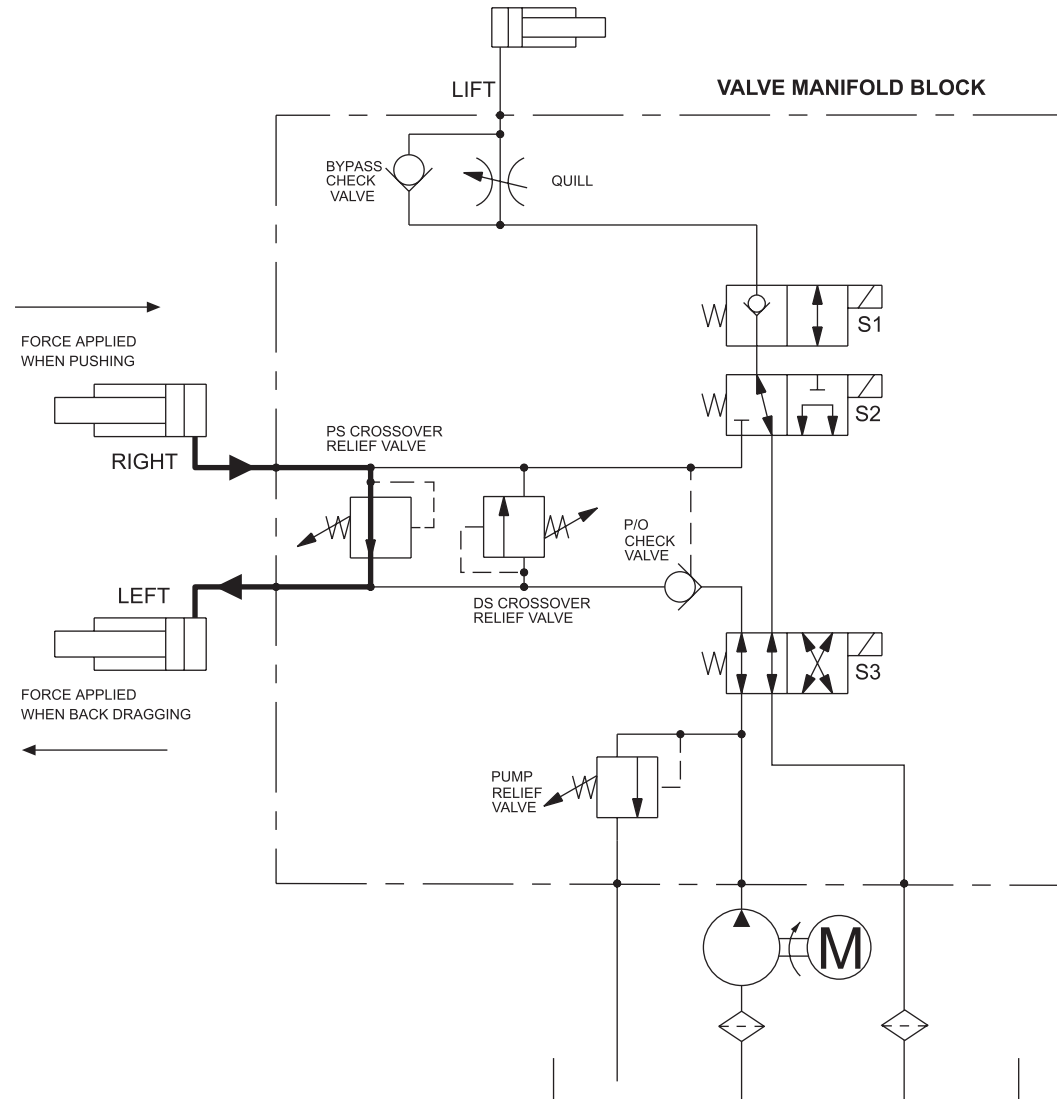 LIFT
VALVE MANIFOLD BLOCK
BYPASS
CHECK
VALVE
QUILL
S1
FORCE APPLIED
WHEN PUSHING
S2
PS CROSSOVER
RELIEF VALVE
RIGHT
P/O
CHECK
VALVE
LEFT
DS CROSSOVER
RELIEF VALVE
S3
FORCE APPLIED
WHEN BACK DRAGGING
PUMP
RELIEF
VALVE
M